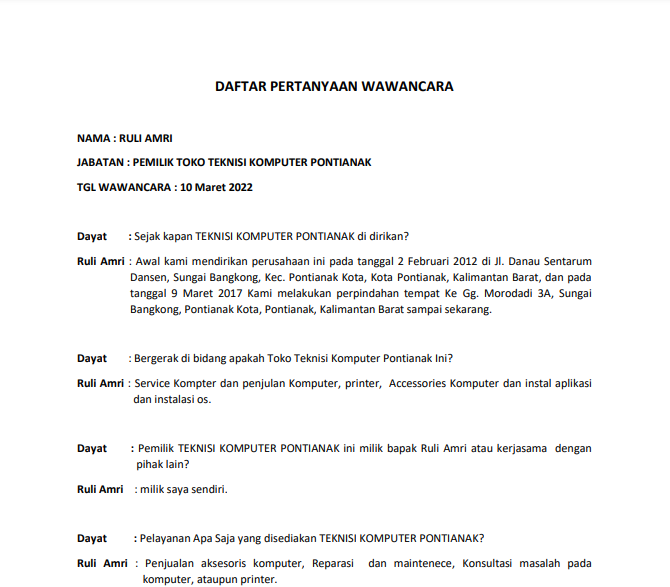 DAFTAR PERTANYAAN WAWANCARA
NAMA : RULI AMRI
JABATAN : PEMILIK TOKO TEKNISI KOMPUTER PONTIANAK
TGL WAWANCARA : 10 Maret 2022
Dayat : Sejak kapan TEKNISI KOMPUTER PONTIANAK di dirikan?
Ruli Amri : Awal kami mendirikan perusahaan ini pada tanggal 2 Februari 2012 di Jl. Danau Sentarum
Dansen, Sungai Bangkong, Kec. Pontianak Kota, Kota Pontianak, Kalimantan Barat, dan pada
tanggal 9 Maret 2017 Kami melakukan perpindahan tempat Ke Gg. Morodadi 3A, Sungai
Bangkong, Pontianak Kota, Pontianak, Kalimantan Barat sampai sekarang.
Dayat : Bergerak di bidang apakah Toko Teknisi Komputer Pontianak Ini?
Ruli Amri : Service Kompter dan penjulan Komputer, printer, Accessories Komputer dan instal aplikasi
dan instalasi os.
Dayat : Pemilik TEKNISI KOMPUTER PONTIANAK ini milik bapak Ruli Amri atau kerjasama dengan
pihak lain?
Ruli Amri : milik saya sendiri.
Dayat : Pelayanan Apa Saja yang disediakan TEKNISI KOMPUTER PONTIANAK?
Ruli Amri : Penjualan aksesoris komputer, Reparasi dan maintenece, Konsultasi masalah pada
komputer, ataupun printer.